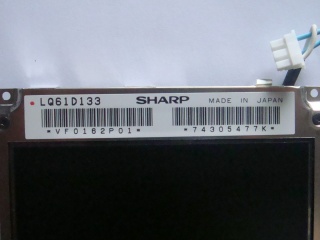 LQ61D133 SHARP MADE IN JAPAN
*VF0162P01* *74305477K*